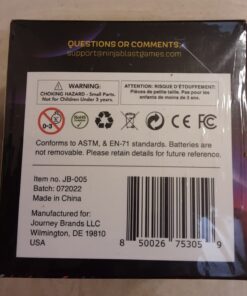 QUESTIONS OR COMMENTS
support@ninjablastgames.com
WARNING:
CHOKING HAZARD- Small Parts.
Not for Children Under 3 years.
ATTENTION:
RISQUE D'ÉTOUFFEMENT:
Pièces de petite taille. Pas pour les
enfants de moins de 3 ans.
CE
Conforms to ASTM, & EN-71 standards. Batteries are
not removable. Please retain details for future reference.
Item no. JB-005
Batch: 072022
Made in China
Manufactured for:
Journey Brands LLC
Wilmington, DE 19810
USA
8 50026 75305 9